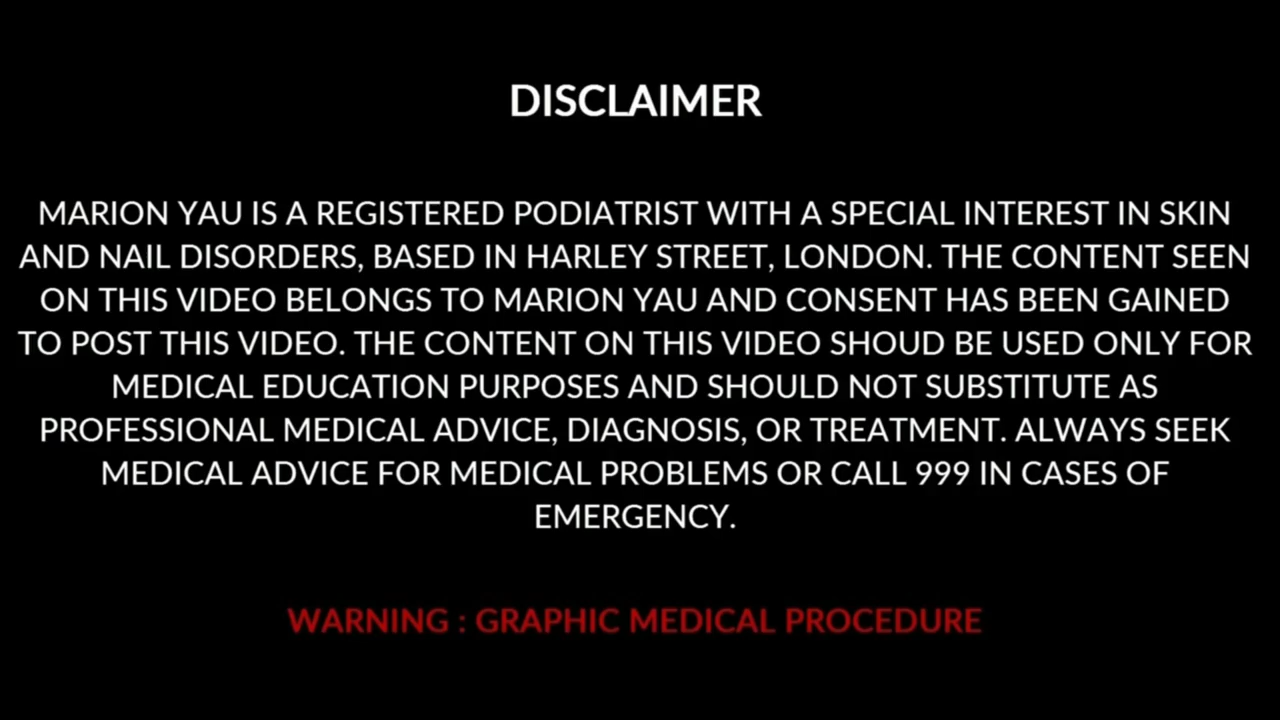 DISCLAIMER
MARION YAU IS A REGISTERED PODIATRIST WITH A SPECIAL INTEREST IN SKIN
AND NAIL DISORDERS, BASED IN HARLEY STREET, LONDON. THE CONTENT SEEN
ON THIS VIDEO BELONGS TO MARION YAU AND CONSENT HAS BEEN GAINED
TO POST THIS VIDEO. THE CONTENT ON THIS VIDEO SHOUD BE USED ONLY FOR
MEDICAL EDUCATION PURPOSES AND SHOULD NOT SUBSTITUTE AS
PROFESSIONAL MEDICAL ADVICE, DIAGNOSIS, OR TREATMENT. ALWAYS SEEK
MEDICAL ADVICE FOR MEDICAL PROBLEMS OR CALL 999 IN CASES OF
EMERGENCY.
WARNING : GRAPHIC MEDICAL PROCEDURE